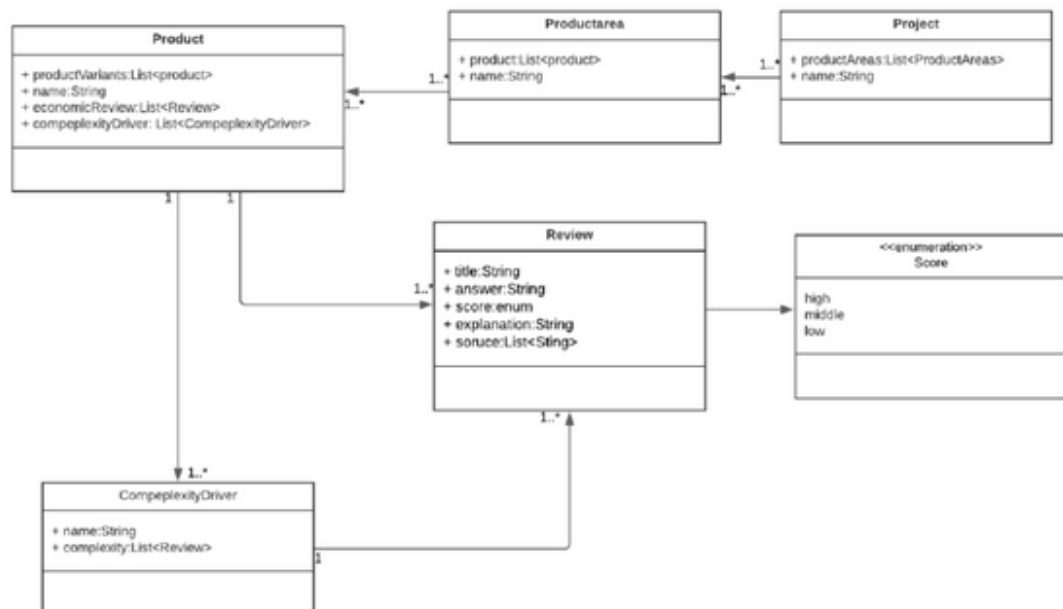 Product
+ productVariants:List<product>
+ name:String
+ economicReview:List<Review>
+ compeplexityDriver: List<CompeplexityDriver>
1..*
1
1
Productarea
+ product:List<product>
+ name:String
1..*
1..*
Project
+ productAreas:List<ProductAreas>
+ name:String
1..*
Review
+ title:String
+ answer:String
+ score:enum
+ explanation:String
+ soruce:List<Sting>
1..*
1..*
<<enumeration>>
Score
high
middle
low
1..*
CompeplexityDriver
+ name:String
+ complexity:List<Review>
1